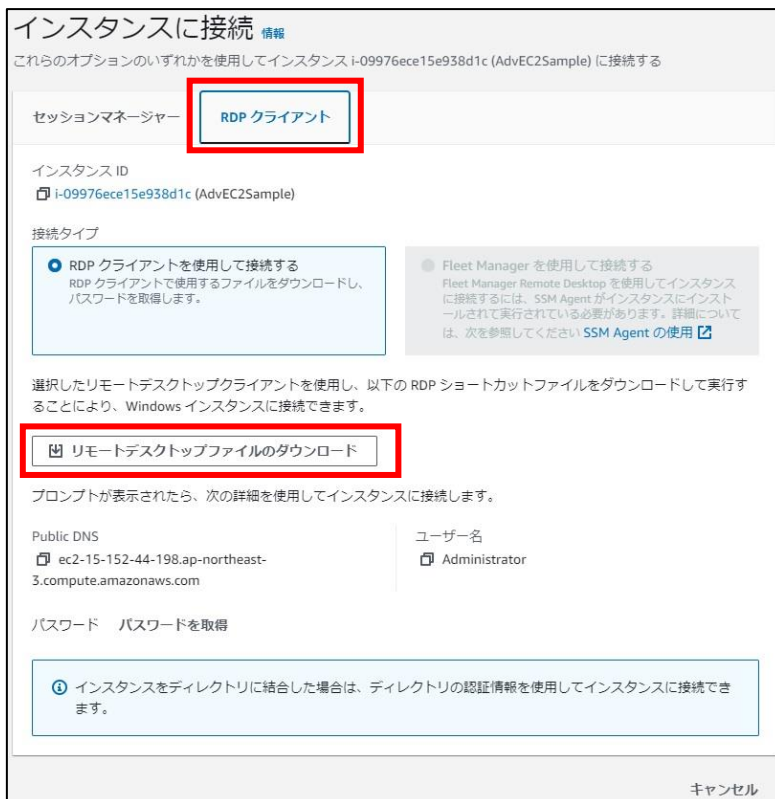 インスタンスに接続 情報
これらのオプションのいずれかを使用してインスタンス i-09976ece15e938d1c (AdvEC2Sample) に接続する
セッションマネージャー
RDP クライアント
インスタンス ID
i-09976ece15e938d1c (AdvEC2Sample)
接続タイプ
RDP クライアントを使用して接続する
RDP クライアントで使用するファイルをダウンロードし、
パスワードを取得します。
Fleet Manager を使用して接続する
Fleet Manager Remote Desktop を使用してインスタンス
に接続するには、SSM Agent がインスタンスにインスト
ールされて実行されている必要があります。詳細について
は、次を参照してください SSM Agent の使用
選択したリモートデスクトップクライアントを使用し、以下の RDP ショートカットファイルをダウンロードして実行す
ることにより、Windows インスタンスに接続できます。
リモートデスクトップファイルのダウンロード
プロンプトが表示されたら、次の詳細を使用してインスタンスに接続します。
Public DNS
ec2-15-152-44-198.ap-northeast-
3.compute.amazonaws.com
ユーザー名
Administrator
パスワード パスワードを取得
インスタンスをディレクトリに結合した場合は、ディレクトリの認証情報を使用してインスタンスに接続でき
ます。
キャンセル